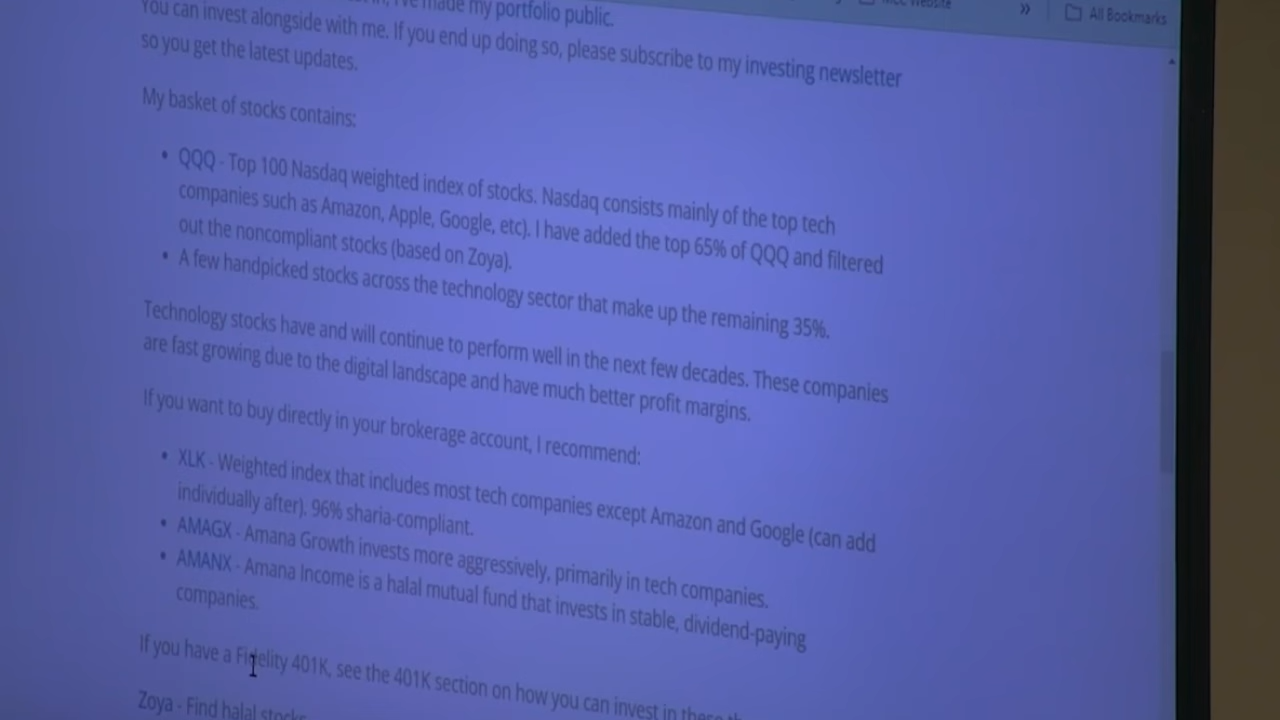 Website
»
All Bookmarks
made my portfolio public.
You can invest alongside with me. If you end up doing so, please subscribe to my investing newsletter
so you get the latest updates.
My basket of stocks contains:
• QQQ - Top 100 Nasdaq weighted index of stocks. Nasdaq consists mainly of the top tech
companies such as Amazon, Apple, Google, etc). I have added the top 65% of QQQ and filtered
out the noncompliant stocks (based on Zoya).
• A few handpicked stocks across the technology sector that make up the remaining 35%.
Technology stocks have and will continue to perform well in the next few decades. These companies
are fast growing due to the digital landscape and have much better profit margins.
If you want to buy directly in your brokerage account, I recommend:
• XLK - Weighted index that includes most tech companies except Amazon and Google (can add
individually after). 96% sharia-compliant.
• AMAGX - Amana Growth invests more aggressively, primarily in tech companies.
• AMANX - Amana Income is a halal mutual fund that invests in stable, dividend-paying
companies.
If you have a Fidelity 401K, see the 401K section on how you can invest in these
Zoya - Find halal stocks